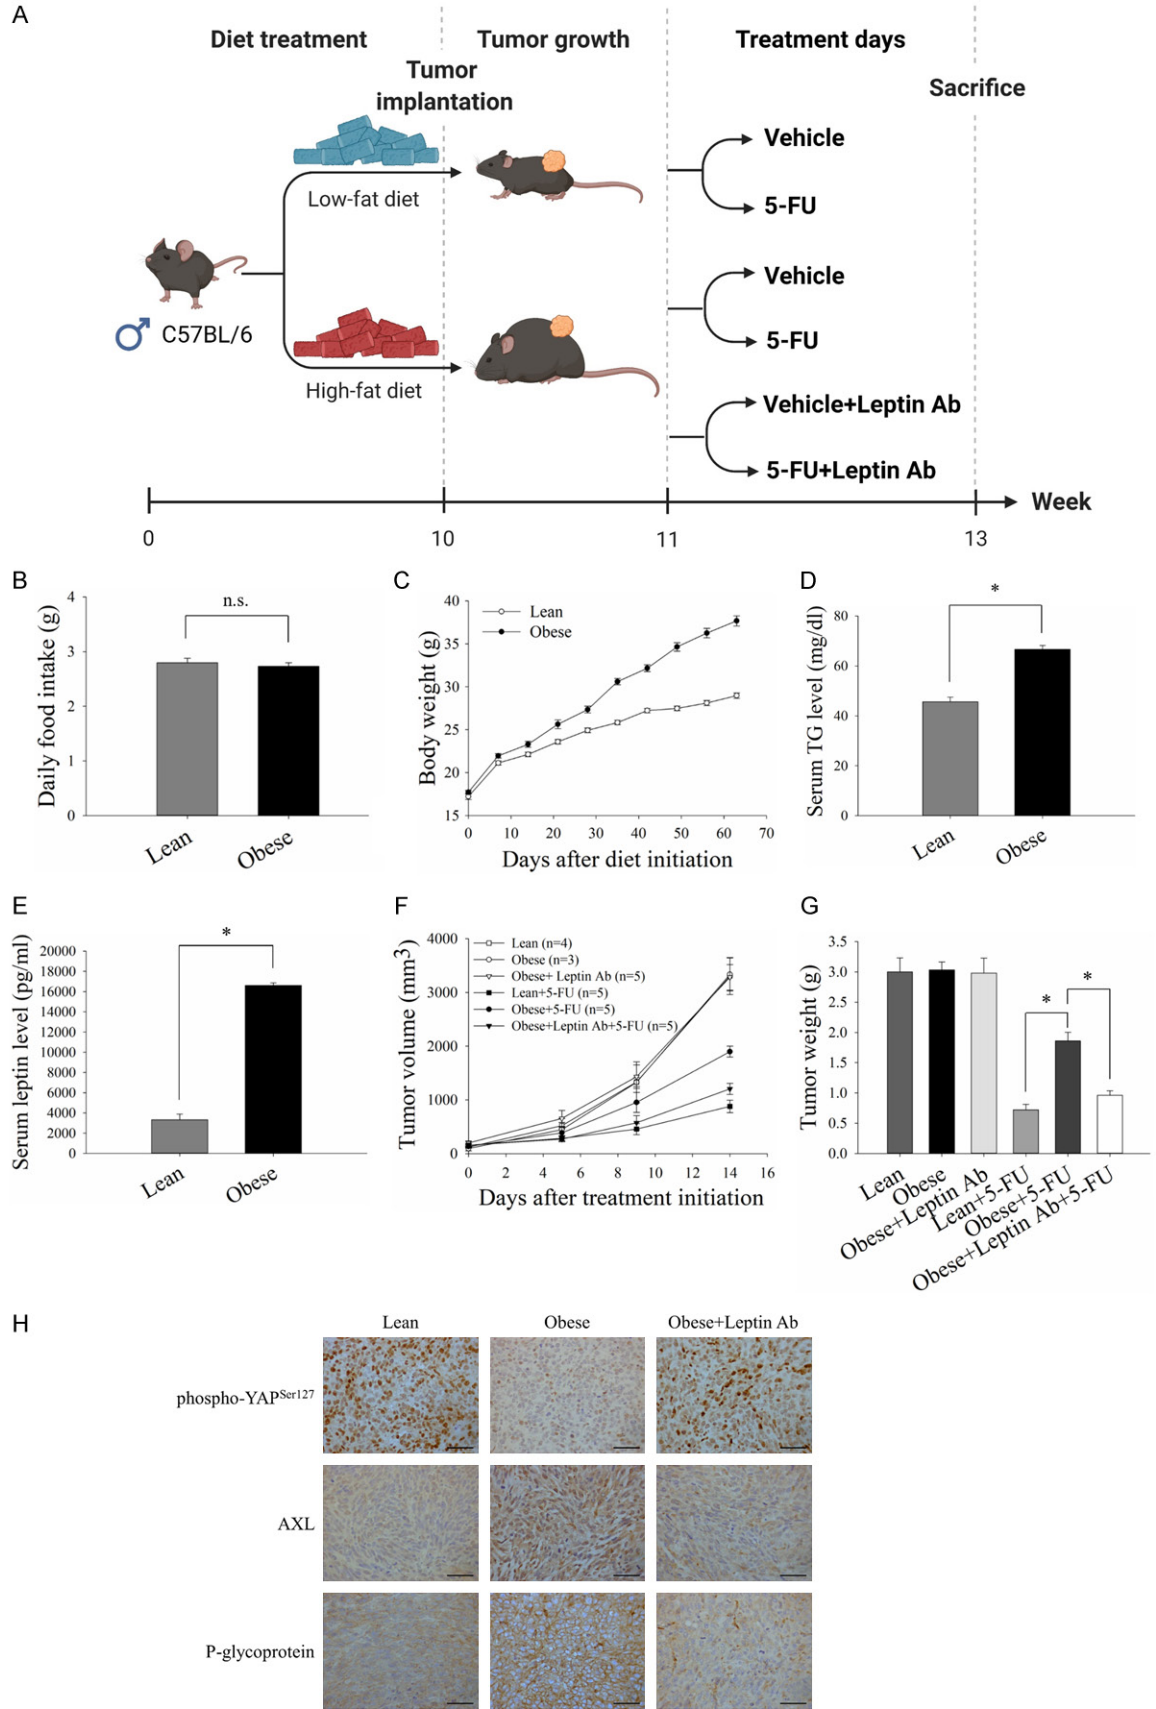 A
Diet treatment
Tumor growth
Treatment days
Tumor
implantation
Sacrifice
Low-fat diet
Vehicle
5-FU
C57BL/6
High-fat diet
Vehicle
5-FU
Vehicle+Leptin Ab
5-FU+Leptin Ab
Week
0
10
11
13
B
Daily food intake (g)
4
3
2
1
0
n.s.
Lean
Obese
C
Body weight (g)
40
35
30
25
20
15
Lean
Obese
0 10 20 30 40 50 60 70
Days after diet initiation
D
Serum TG level (mg/dl)
80
60
40
20
0
*
Lean
Obese
E
Serum leptin level (pg/ml)
20000
18000
16000
14000
12000
10000
8000
6000
4000
2000
0
*
Lean
Obese
F
Tumor volume (mm3)
4000
3000
2000
1000
0
Lean (n=4)
Obese (n=3)
Obese+ Leptin Ab (n=5)
Lean+5-FU (n=5)
Obese+5-FU (n=5)
Obese+Leptin Ab+5-FU (n=5)
0 2 4 6 8 10 12 14 16
Days after treatment initiation
G
Tumor weight (g)
3.5
3.0
2.5
2.0
1.5
1.0
0.5
0.0
*
*
Lean
Obese
Obese+Leptin Ab
Lean+5-FU
Obese+5-FU
Obese+Leptin Ab+5-FU
H
Lean
Obese
Obese+Leptin Ab
phospho-YAPSer127
AXL
P-glycoprotein